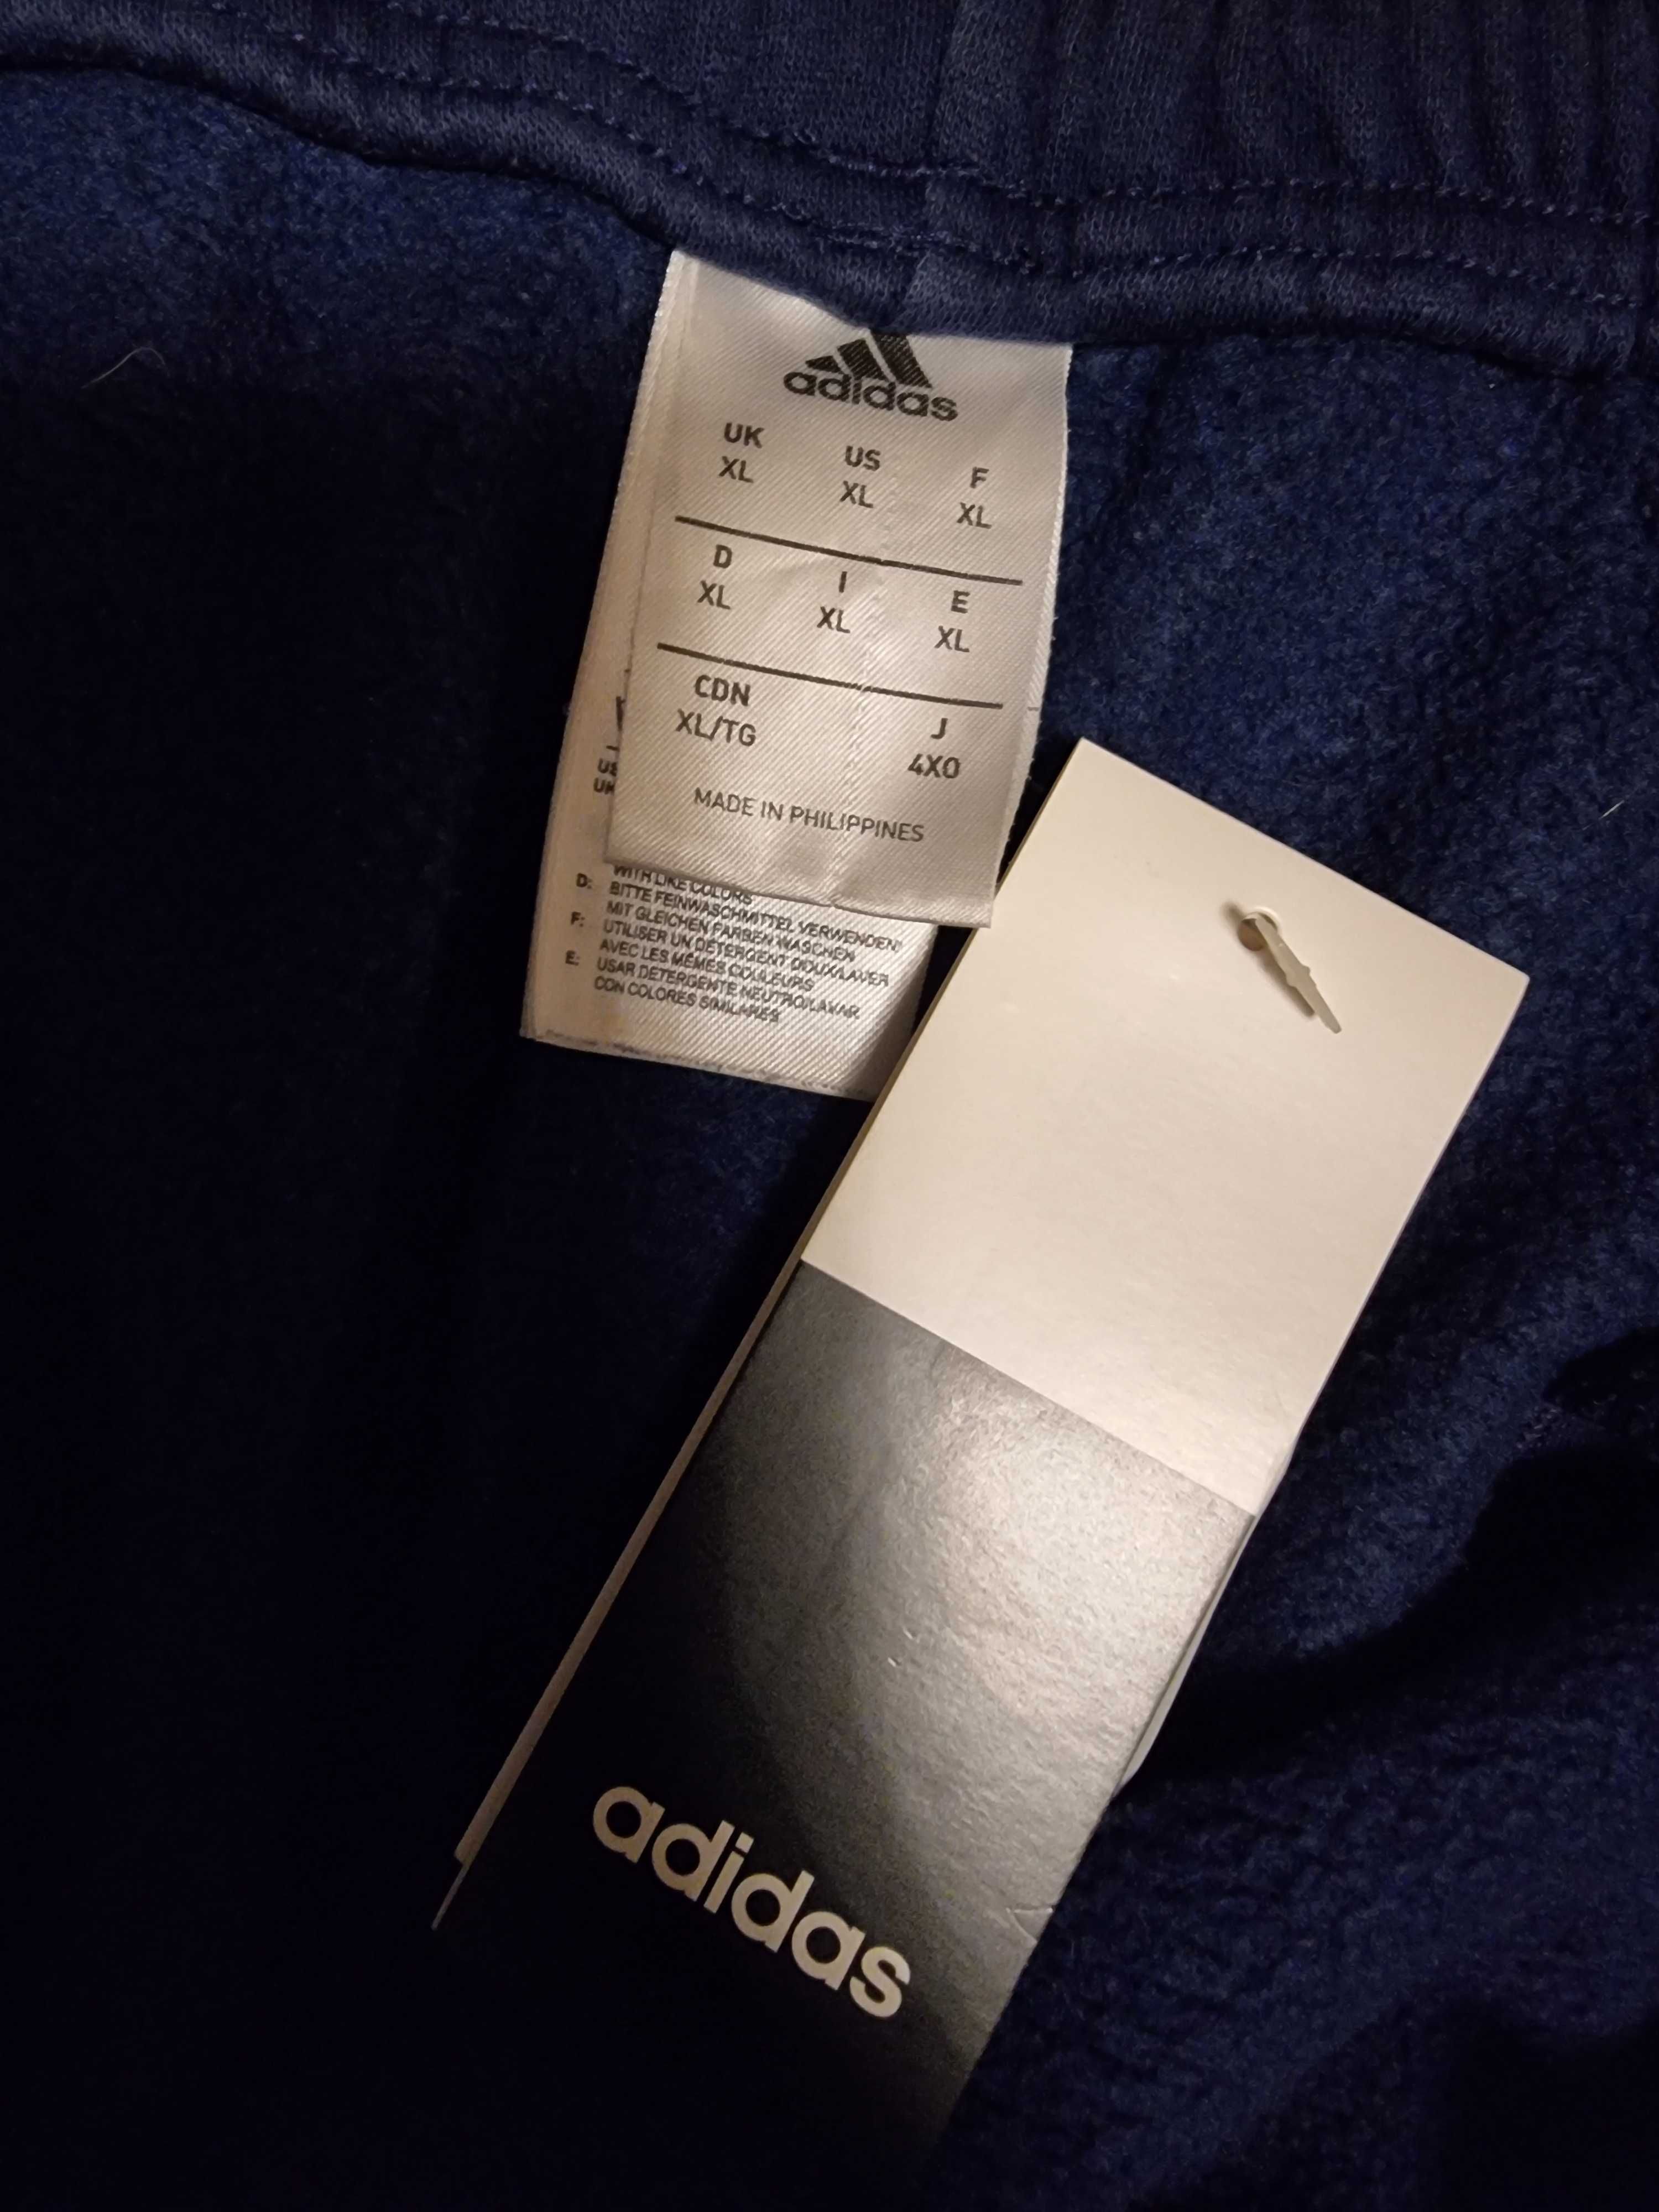 adidas
UK US F
XL XL XL
D I E
XL XL XL
CDN J
XL/TG 4XO
MADE IN PHILIPPINES
WITH LIKE COLORS
D: BITTE FEINWASCHMITTEL VERWENDEN/
MIT GLEICHEN FARBEN WASCHEN
F: UTILISER UN DÉTERGENT DOUX/LAVER
AVEC LES MÊMES COULEURS
E: USAR DETERGENTE NEUTRO/LAVAR
CON COLORES SIMILARES
adidas